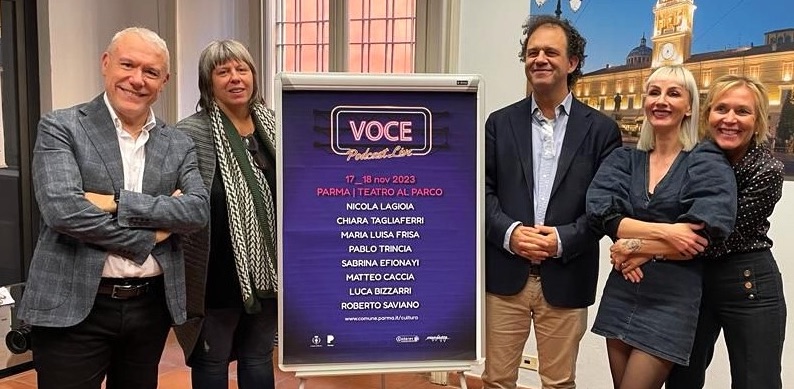 VOCE
Podcast Live
17_18 nov 2023
PARMA | TEATRO AL PARCO
NICOLA LAGIOIA
CHIARA TAGLIAFERRI
MARIA LUISA FRISA
PABLO TRINCIA
SABRINA EFIONAYI
MATTEO CACCIA
LUCA BIZZARRI
ROBERTO SAVIANO
www.comune.parma.it/cultura